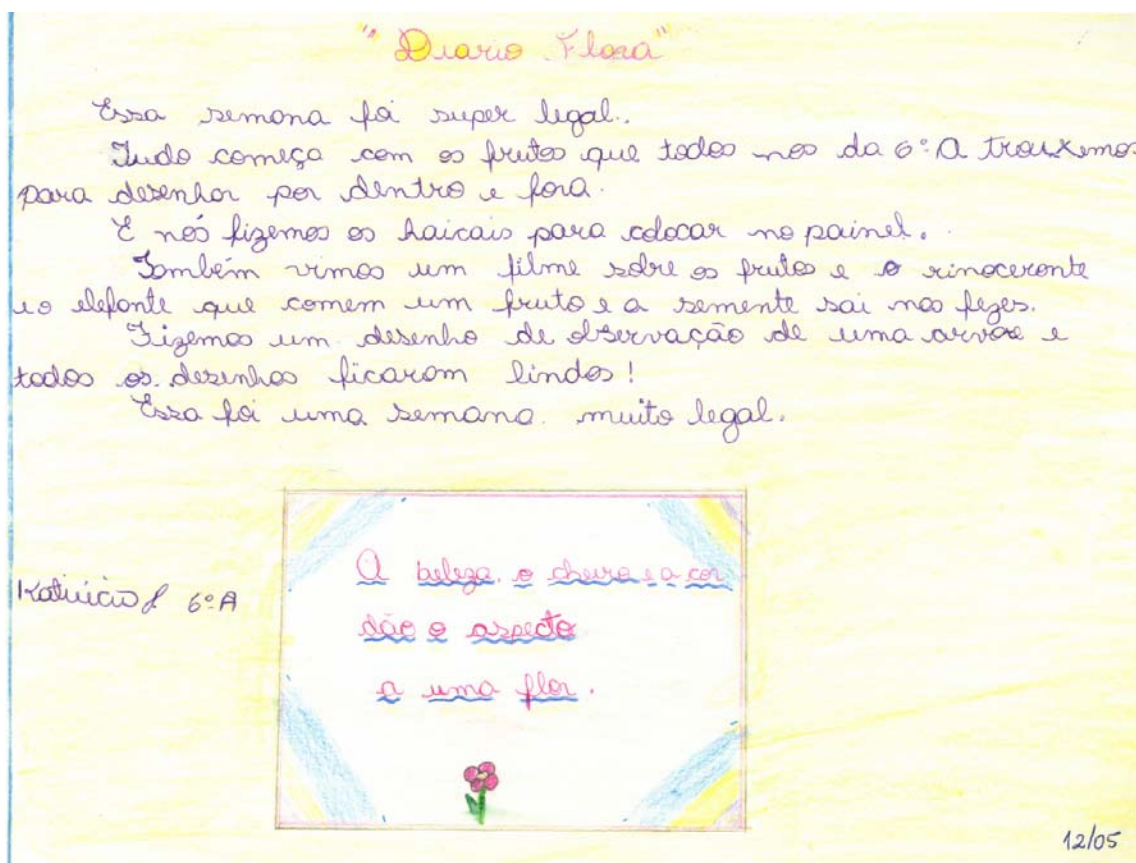 "Diario Flora"
Essa semana foi super legal.
Tudo começa com os frutos que todos nos da 6º A trouxemos
para desenhar por dentro e fora.
E nós fizemos os haicais para colocar no painel.
Também vimos um filme sobre os frutos e o rinoceronte
e o elefante que comem um fruto e a semente sai nas fezes.
Fizemos um desenho de observação de uma arvore e
todos os desenhos ficaram lindos!
Essa foi uma semana muito legal.
A beleza o cheiro e a cor
dão o aspecto
a uma flor.
6º A
12/05